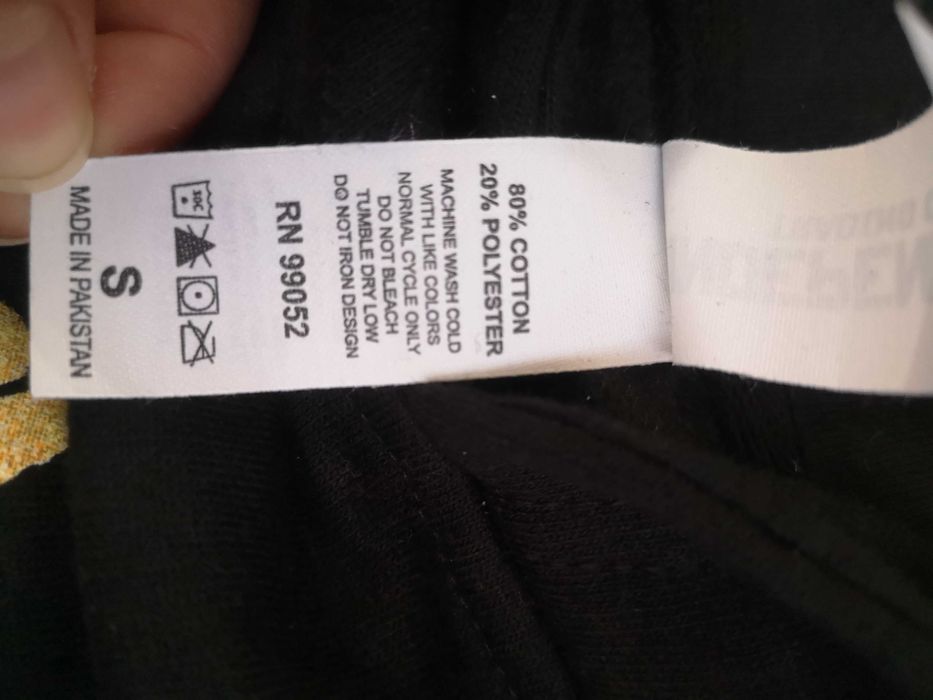 80% COTTON
20% POLYESTER
MACHINE WASH COLD
WITH LIKE COLORS
NORMAL CYCLE ONLY
DO NOT BLEACH
TUMBLE DRY LOW
DO NOT IRON DESIGN
RN 99052
30C
S
MADE IN PAKISTAN